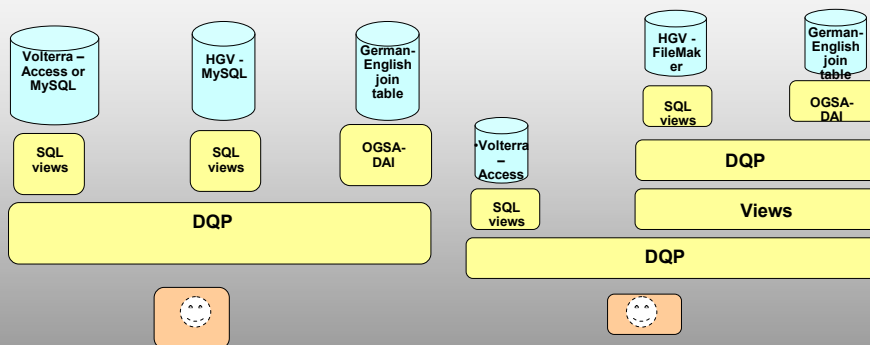 Volterra –
Access or
MySQL
HGV -
MySQL
German-
English
join
table
SQL
views
SQL
views
OGSA-
DAI
DQP
HGV -
FileMak
er
German-
English
join
table
SQL
views
OGSA-
DAI
•Volterra
–
Access
DQP
SQL
views
Views
DQP